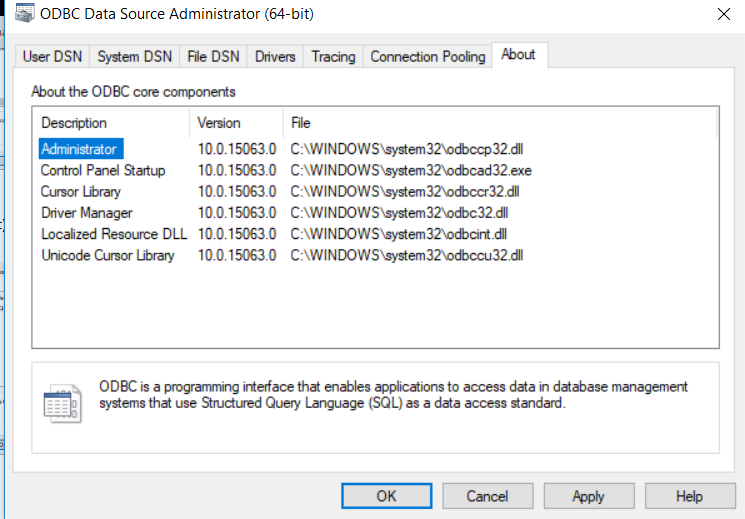 ODBC Data Source Administrator (64-bit)
User DSN System DSN File DSN Drivers Tracing Connection Pooling About
About the ODBC core components
Description Version File
Administrator 10.0.15063.0 C:\WINDOWS\system32\odbccp32.dll
Control Panel Startup 10.0.15063.0 C:\WINDOWS\system32\odbcad32.exe
Cursor Library 10.0.15063.0 C:\WINDOWS\system32\odbccr32.dll
Driver Manager 10.0.15063.0 C:\WINDOWS\system32\odbc32.dll
Localized Resource DLL 10.0.15063.0 C:\WINDOWS\system32\odbcint.dll
Unicode Cursor Library 10.0.15063.0 C:\WINDOWS\system32\odbccu32.dll
ODBC is a programming interface that enables applications to access data in database management
systems that use Structured Query Language (SQL) as a data access standard.
OK Cancel Apply Help